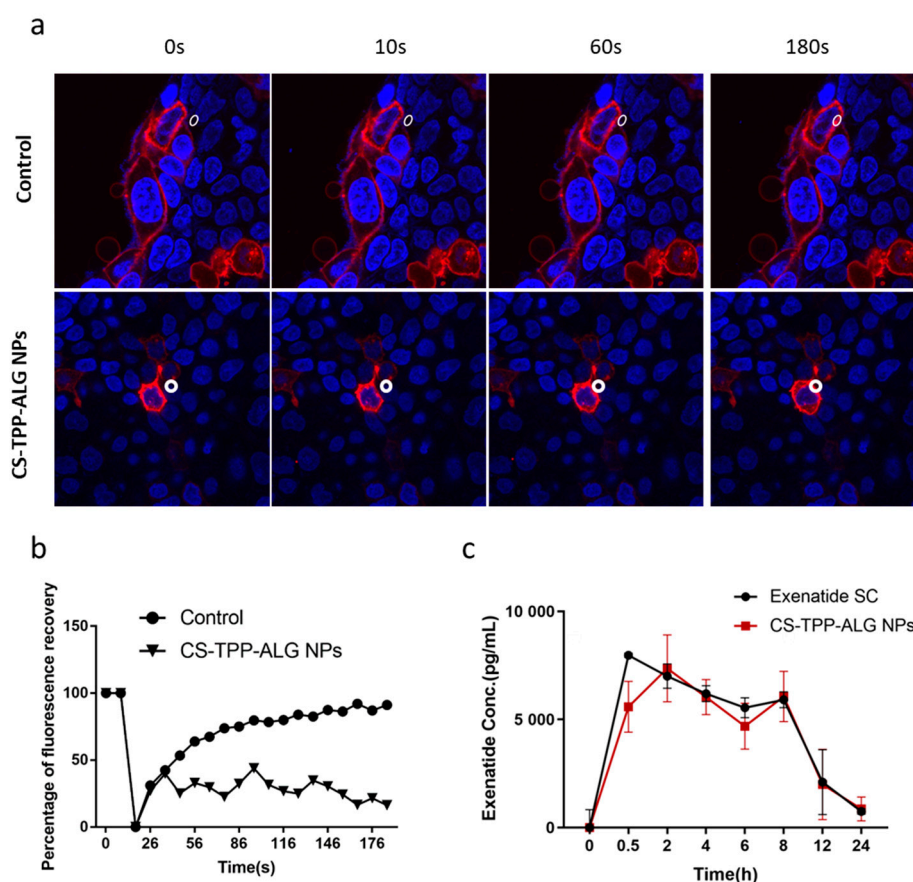 a
0s 10s 60s 180s
Control
CS-TPP-ALG NPs
b
Percentage of fluorescence recovery
Control
CS-TPP-ALG NPs
150
100
50
0
0 26 56 86 116 146 176
Time(s)
c
Exenatide Conc.(pg/mL)
Exenatide SC
CS-TPP-ALG NPs
10 000
5 000
0
0 0.5 2 4 6 8 12 24
Time(h)